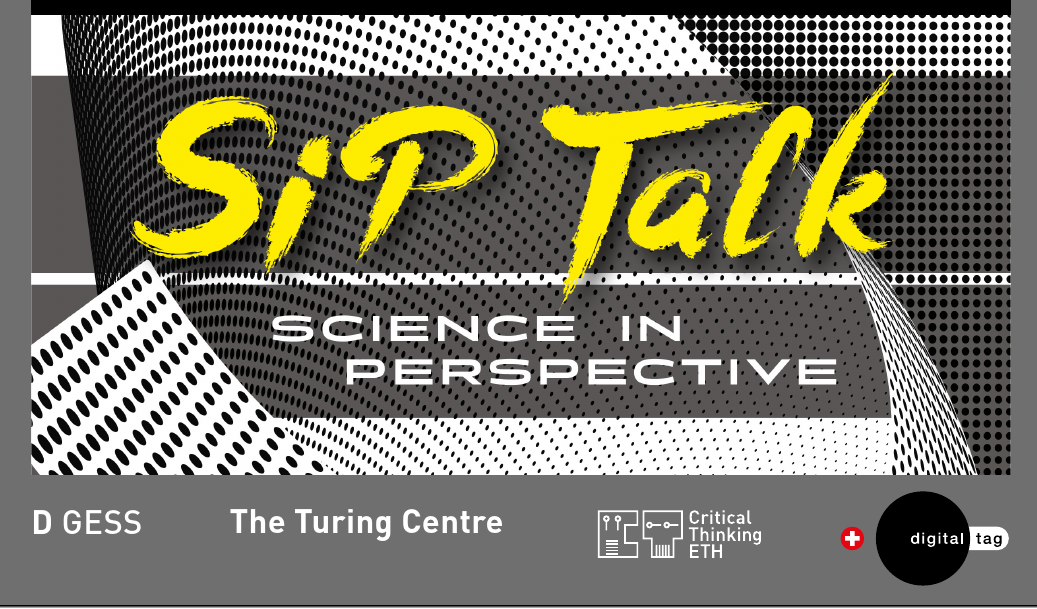 SiP Talk
SCIENCE IN
PERSPECTIVE
D GESS
The Turing Centre
Critical
Thinking
ETH
digital tag